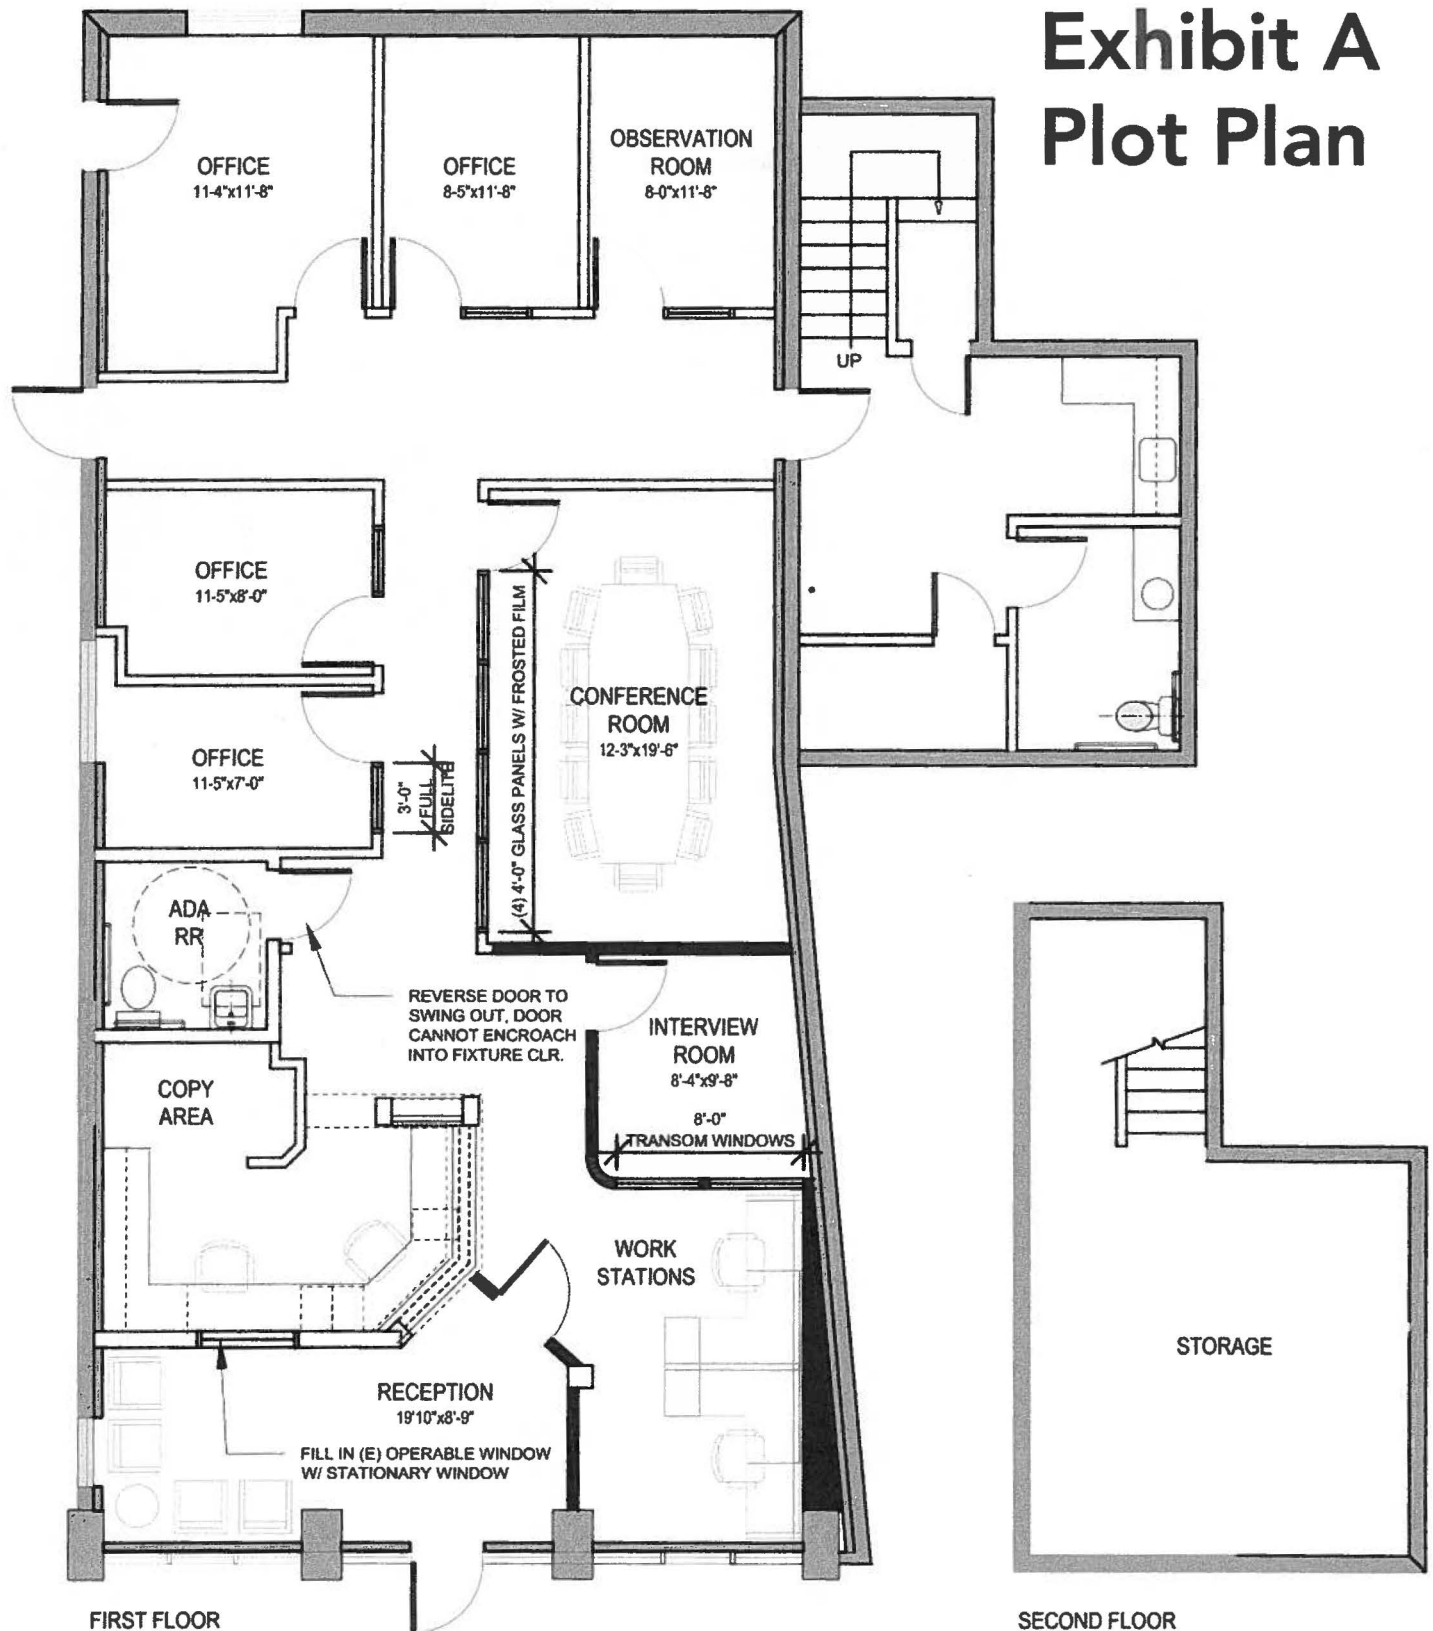 Exhibit A
Plot Plan
OFFICE
11-4"x11'-8"
OFFICE
8-5"x11'-8"
OBSERVATION
ROOM
8-0"x11'-8"
UP
OFFICE
11-5"x8'-0"
(4) 4'-0" GLASS PANELS W/ FROSTED FILM
CONFERENCE
ROOM
12-3"x19'-6"
OFFICE
11-5"x7'-0"
3'-0"
FULL
SIDELITE
ADA
RR
REVERSE DOOR TO
SWING OUT, DOOR
CANNOT ENCROACH
INTO FIXTURE CLR.
INTERVIEW
ROOM
8'-4"x9'-8"
8'-0"
TRANSOM WINDOWS
COPY
AREA
WORK
STATIONS
RECEPTION
19'10"x8'-9"
FILL IN (E) OPERABLE WINDOW
W/ STATIONARY WINDOW
STORAGE
FIRST FLOOR
SECOND FLOOR